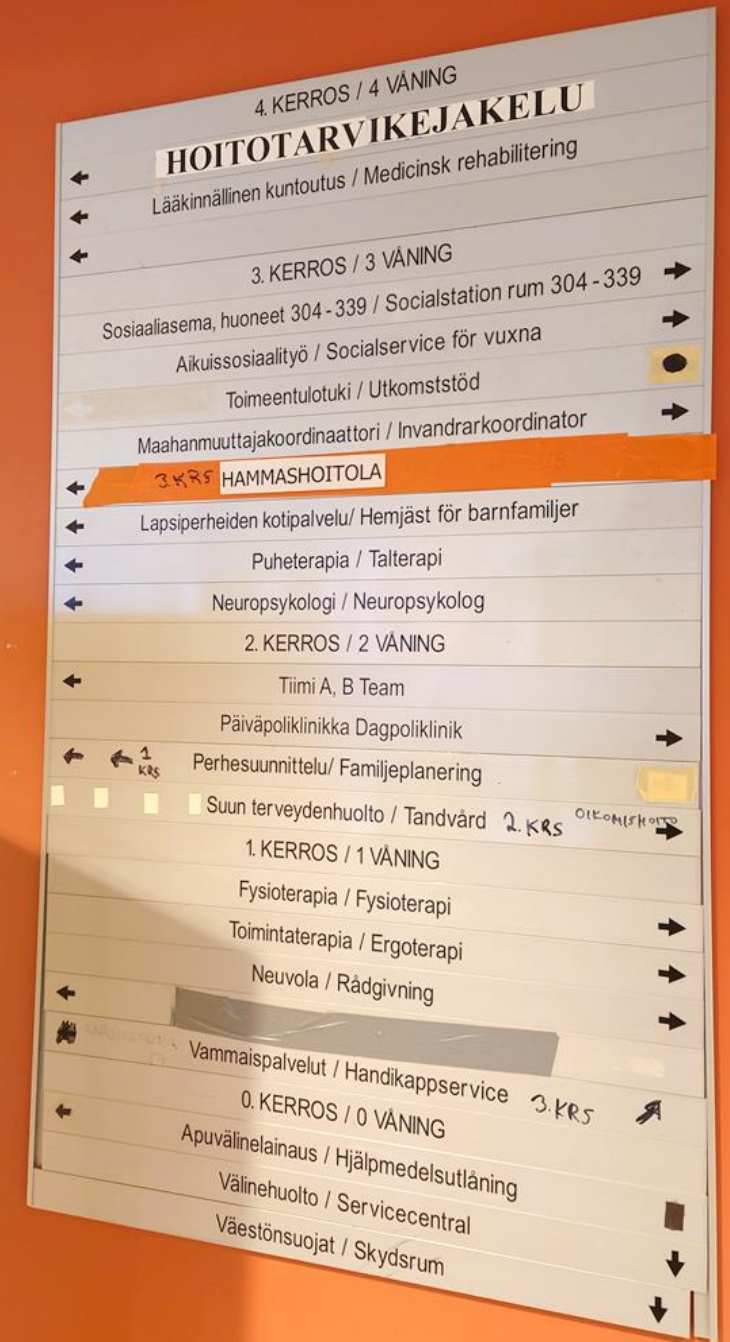 4. KERROS / 4 VÅNING
HOITOTARVIKEJAKELU
Lääkinnällinen kuntoutus / Medicinsk rehabilitering
3. KERROS / 3 VÅNING
Sosiaaliasema, huoneet 304-339 / Socialstation rum 304-339
Aikuissosiaalityö / Socialservice för vuxna
Toimeentulotuki / Utkomststöd
Maahanmuuttajakoordinaattori / Invandrarkoordinator
3.KRS HAMMASHOITOLA
Lapsiperheiden kotipalvelu/ Hemjäst för barnfamiljer
Puheterapia / Talterapi
Neuropsykologi / Neuropsykolog
2. KERROS / 2 VÅNING
Tiimi A, B Team
Päiväpoliklinikka Dagpoliklinik
1 KRS Perhesuunnittelu/ Familjeplanering
Suun terveydenhuolto / Tandvård 2.KRS OIKOMISHOITO
1. KERROS / 1 VÅNING
Fysioterapia / Fysioterapi
Toimintaterapia / Ergoterapi
Neuvola / Rådgivning
Vammaispalvelut / Handikappservice 3.KRS
0. KERROS / 0 VÅNING
Apuvälinelainaus / Hjälpmedelsutlåning
Välinehuolto / Servicecentral
Väestönsuojat / Skydsrum